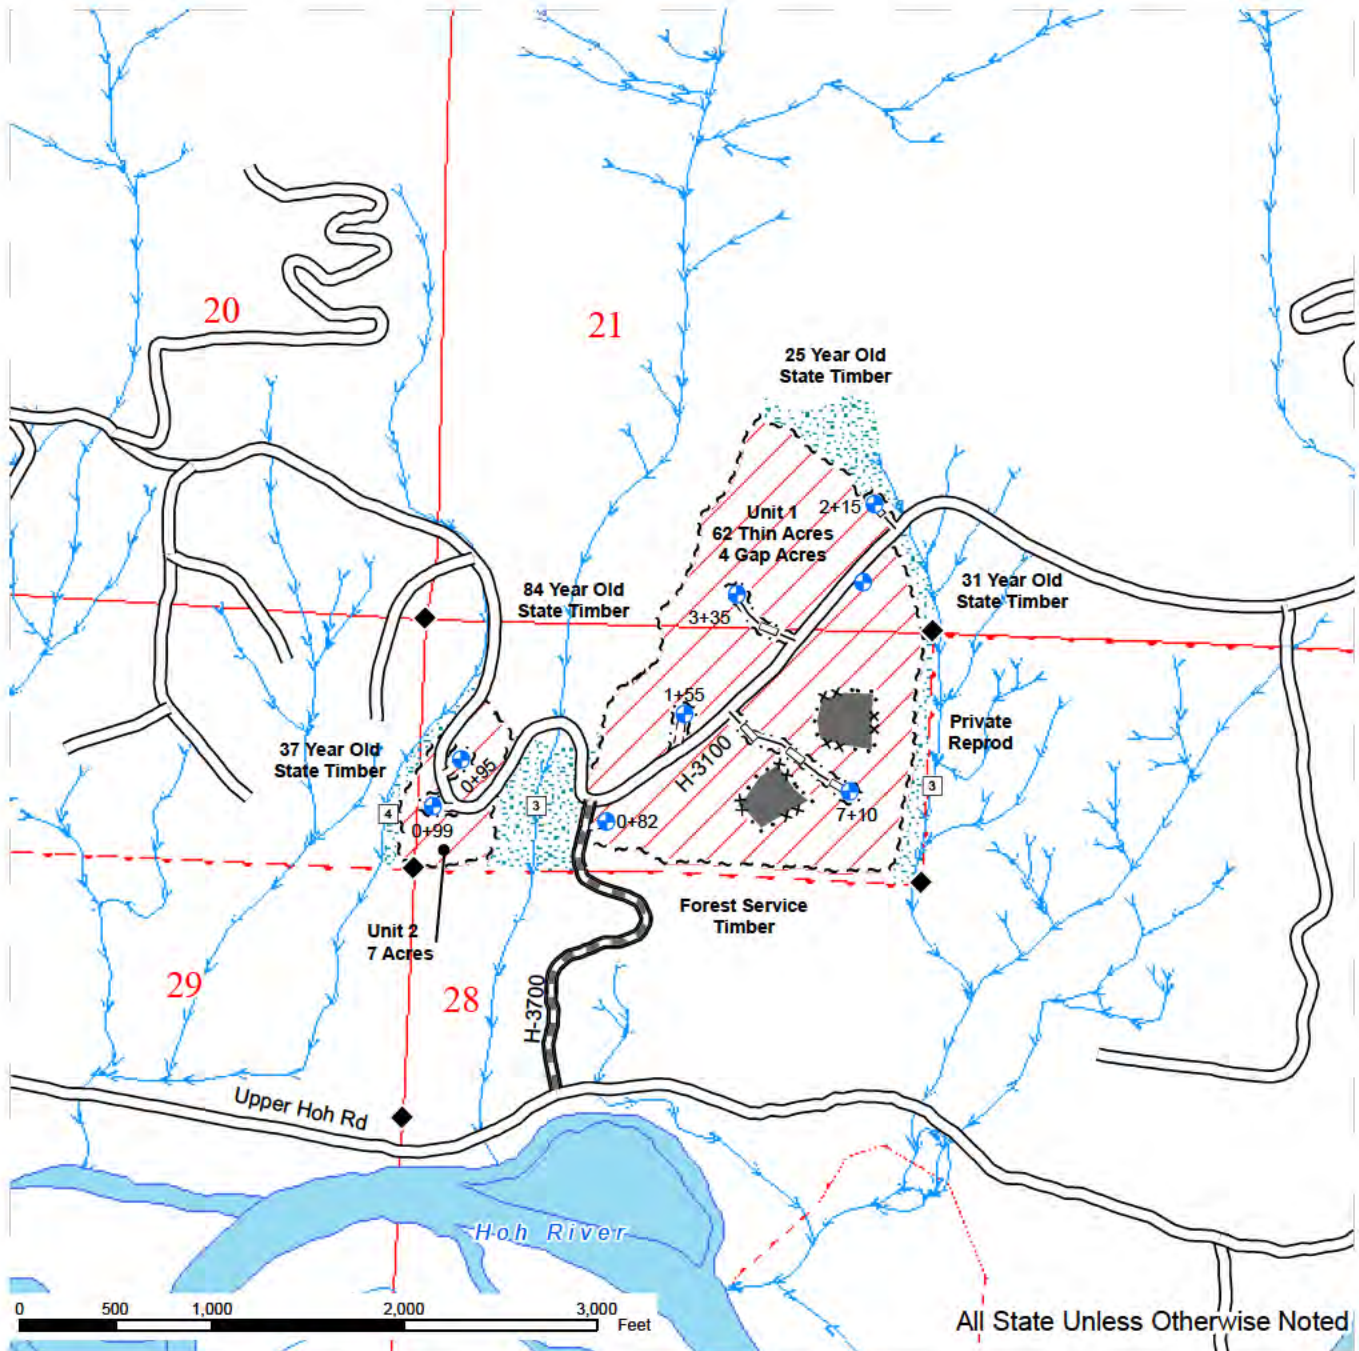 20
21
25 Year Old
State Timber
Unit 1
62 Thin Acres
4 Gap Acres
2+15
84 Year Old
State Timber
31 Year Old
State Timber
3+35
1+55
37 Year Old
State Timber
0+95
H-3100
Private
Reprod
4
3
3
0+99
0+82
7+10
Unit 2
7 Acres
Forest Service
Timber
29
28
H-3700
Upper Hoh Rd
Hoh River
0 500 1,000 2,000 3,000
Feet
All State Unless Otherwise Noted